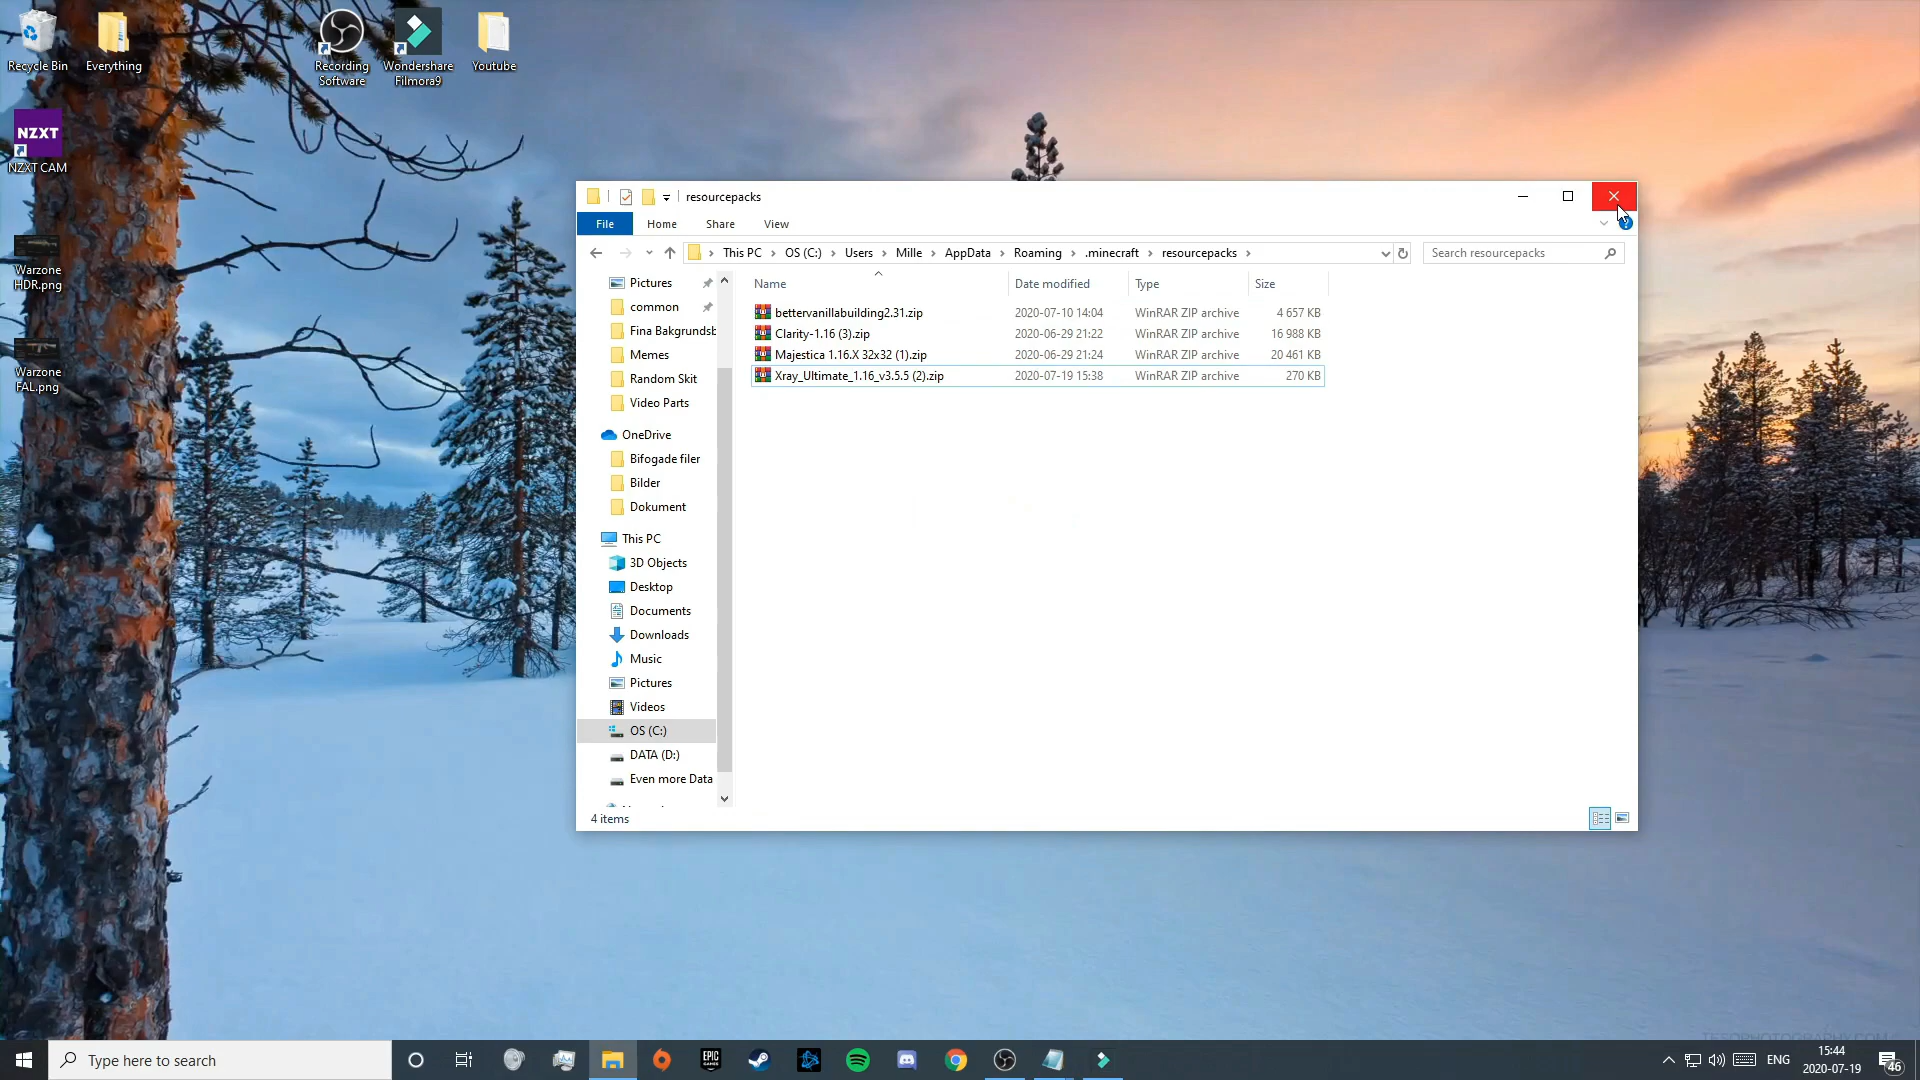 Recycle Bin
Everything
Recording
Software
Wondershare
Filmora9
Youtube
NZXT
NZXT CAM
Warzone
HDR.png
Warzone
FAL.png
resourcepacks
File
Home
Share
View
This PC
OS (C:)
Users
Mille
AppData
Roaming
.minecraft
resourcepacks
Search resourcepacks
Name
Date modified
Type
Size
bettervanillabuilding2.31.zip 2020-07-10 14:04 WinRAR ZIP archive 4 657 KB
Clarity-1.16 (3).zip 2020-06-29 21:22 WinRAR ZIP archive 16 988 KB
Majestica 1.16.X 32x32 (1).zip 2020-06-29 21:24 WinRAR ZIP archive 20 461 KB
Xray_Ultimate_1.16_v3.5.5 (2).zip 2020-07-19 15:38 WinRAR ZIP archive 270 KB
Pictures
common
Fina Bakgrundsb
Memes
Random Skit
Video Parts
OneDrive
Bifogade filer
Bilder
Dokument
This PC
3D Objects
Desktop
Documents
Downloads
Music
Pictures
Videos
OS (C:)
DATA (D:)
Even more Data
4 items
Type here to search
EPIC
GAMES
ENG
15:44
2020-07-19
46